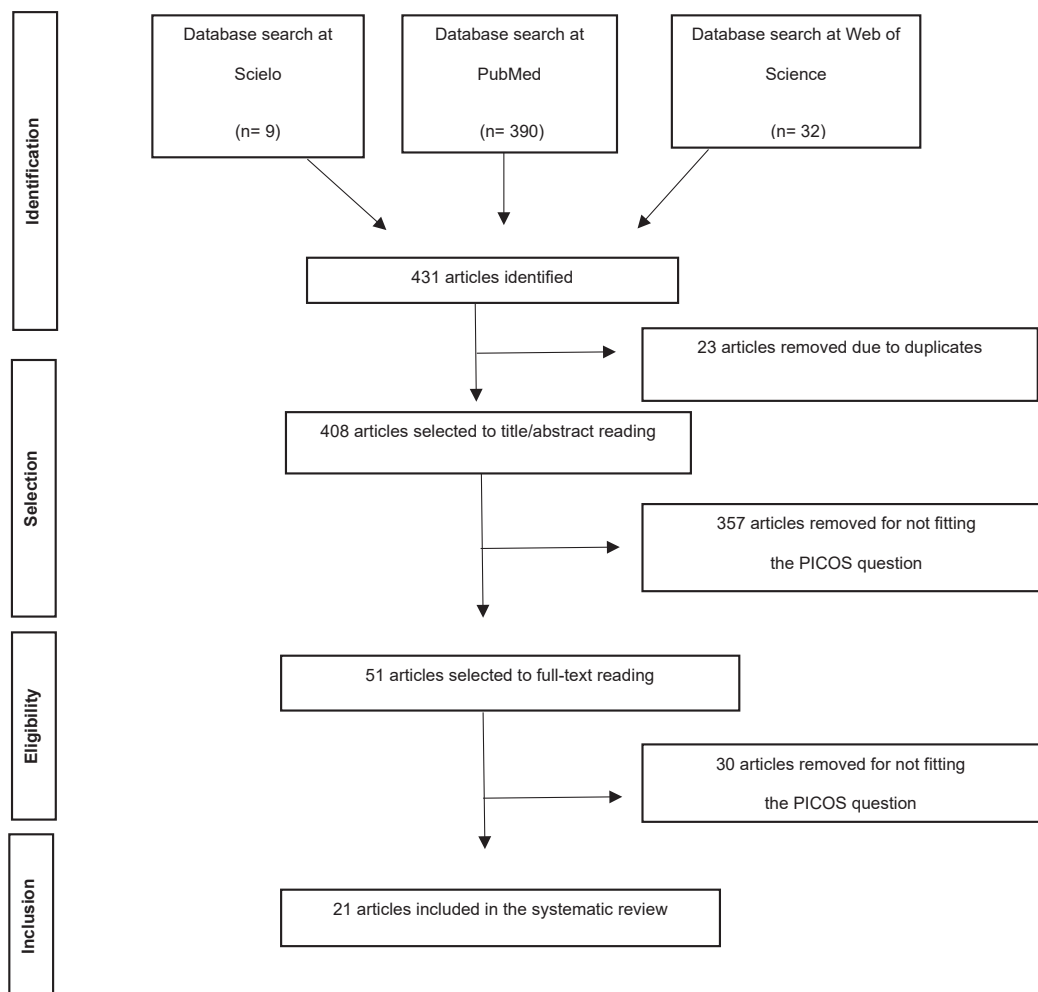 Identification
Database search at
Scielo
(n= 9)
Database search at
PubMed
(n= 390)
Database search at Web of
Science
(n= 32)
431 articles identified
23 articles removed due to duplicates
Selection
408 articles selected to title/abstract reading
357 articles removed for not fitting
the PICOS question
Eligibility
51 articles selected to full-text reading
30 articles removed for not fitting
the PICOS question
Inclusion
21 articles included in the systematic review